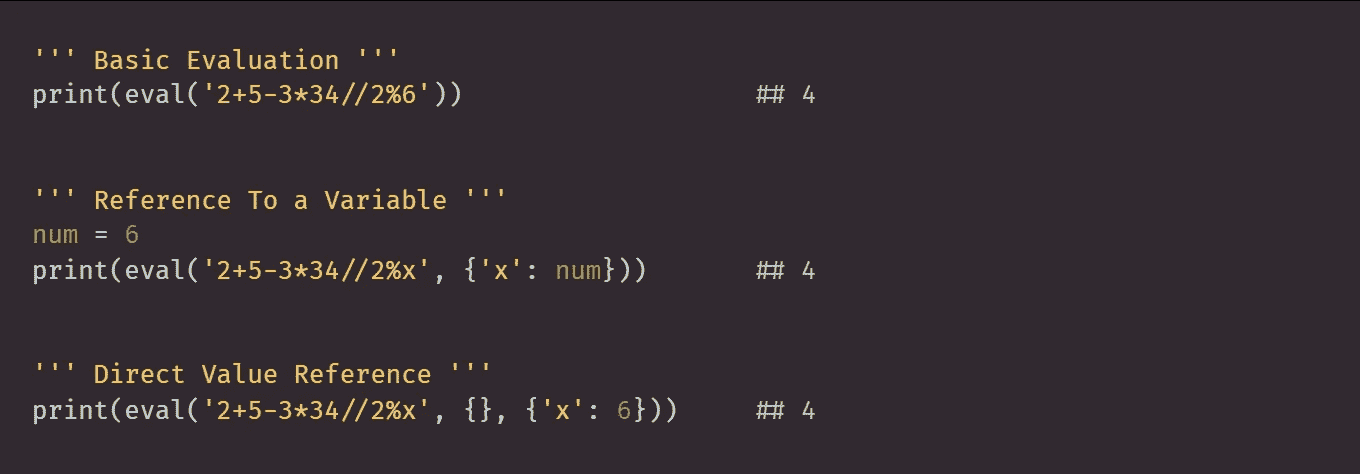 ''' Basic Evaluation '''
print(eval('2+5-3*34//2%6'))                   ## 4
''' Reference To a Variable '''
num = 6
print(eval('2+5-3*34//2%x', {'x': num}))       ## 4
''' Direct Value Reference '''
print(eval('2+5-3*34//2%x', {}, {'x': 6}))     ## 4